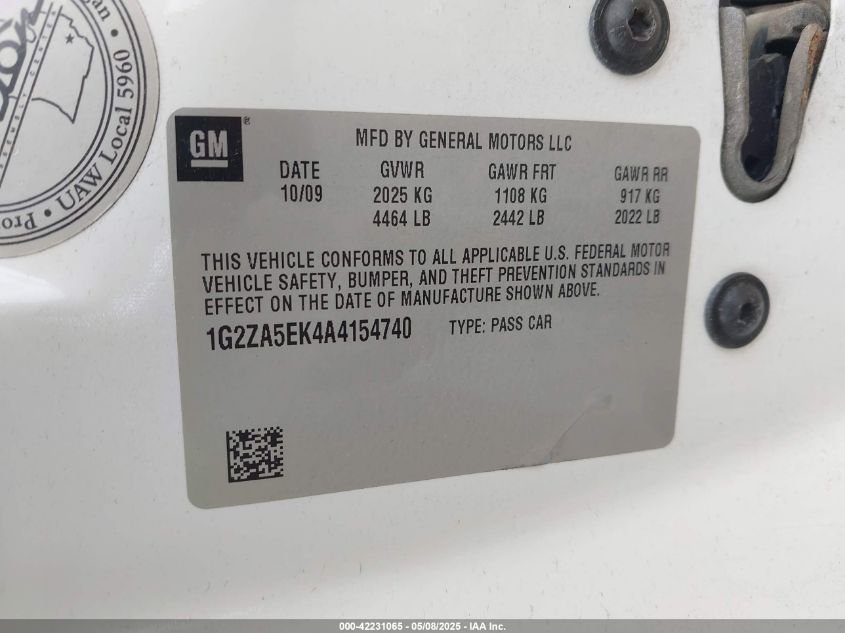 UAW Local 5960
GM
®
MFD BY GENERAL MOTORS LLC
DATE GVWR GAWR FRT GAWR RR
10/09 2025 KG 1108 KG 917 KG
4464 LB 2442 LB 2022 LB
THIS VEHICLE CONFORMS TO ALL APPLICABLE U.S. FEDERAL MOTOR
VEHICLE SAFETY, BUMPER, AND THEFT PREVENTION STANDARDS IN
EFFECT ON THE DATE OF MANUFACTURE SHOWN ABOVE.
1G2ZA5EK4A4154740 TYPE: PASS CAR
000-42231065 — 05/08/2025 - IAA Inc.